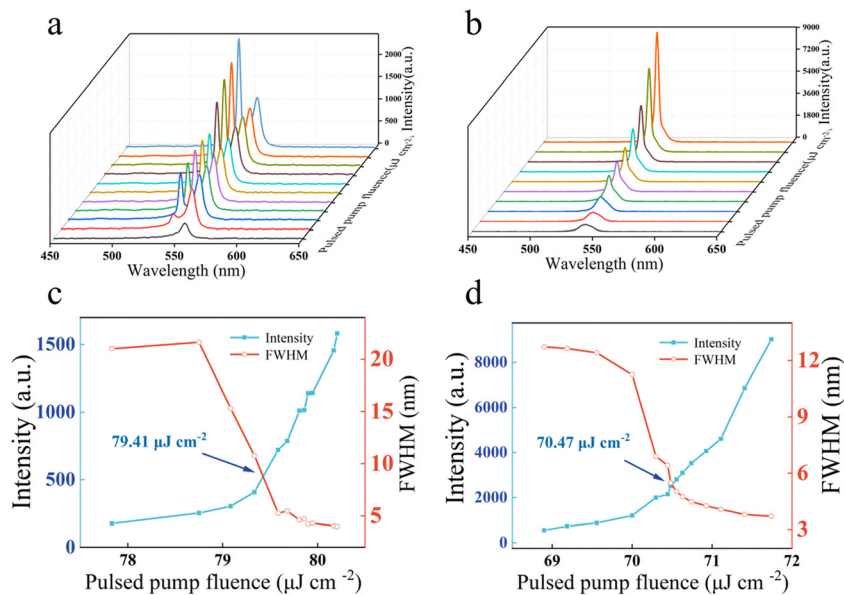 a
b
2000
1500
1000
500
0
Intensity(a.u.)
Pulsed pump fluence(μJ cm-2)
450 500 550 600 650
Wavelength (nm)
9000
7200
5400
3600
1800
0
Intensity(a.u.)
Pulsed pump fluence(μJ cm-2)
450 500 550 600 650
Wavelength (nm)
c
d
Intensity (a.u.)
1500
1000
500
0
Intensity
FWHM
79.41 μJ cm-2
20
15
10
5
FWHM (nm)
78 79 80
Pulsed pump fluence (μJ cm -2)
Intensity (a.u.)
8000
6000
4000
2000
0
Intensity
FWHM
70.47 μJ cm-2
12
9
6
3
FWHM (nm)
69 70 71 72
Pulsed pump fluence (μJ cm -2)